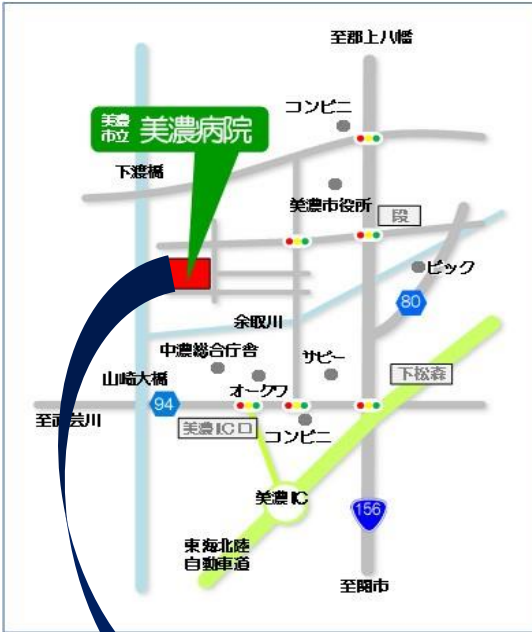 至郡上八幡
コンビニ
美濃
市立 美濃病院
下渡橋
美濃市役所
段
ビック
80
余取川
中濃総合庁舎
サピー
山崎大橋
オークワ
下松森
94
至武芸川
美濃IC口
コンビニ
美濃IC
156
東海北陸
自動車道
至関市